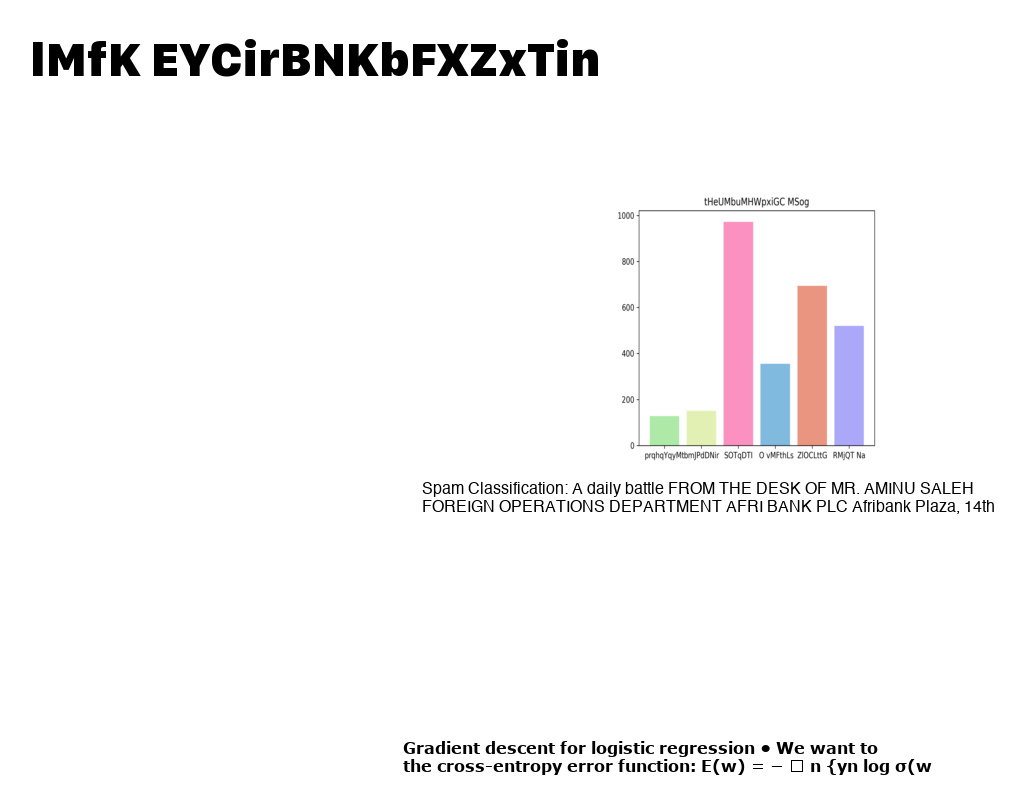 lMfK EYCirBNKbFXZxTin
tHeUMbuMHWpxiGC MSog
1000
800
600
400
200
0
prqhqYqyMtbmJPdDNir SOTqDTl O vMFthLs ZlOCLttG RMjQT Na
Spam Classification: A daily battle FROM THE DESK OF MR. AMINU SALEH
FOREIGN OPERATIONS DEPARTMENT AFRI BANK PLC Afribank Plaza, 14th
Gradient descent for logistic regression • We want to
the cross-entropy error function: E(w) = − □ n {yn log σ(w